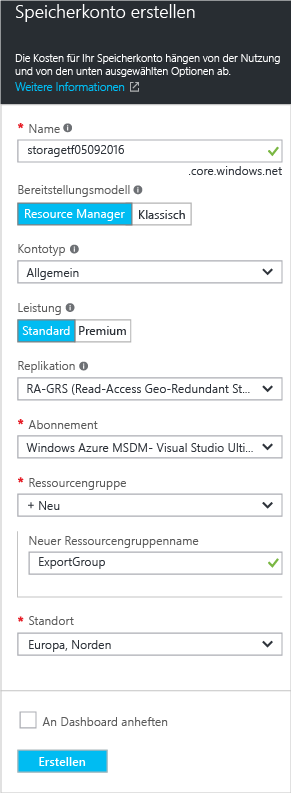 Speicherkonto erstellen
Die Kosten für Ihr Speicherkonto hängen von der Nutzung
und von den unten ausgewählten Optionen ab.
Weitere Informationen
* Name
storagetf05092016
.core.windows.net
Bereitstellungsmodell
Resource Manager Klassisch
Kontotyp
Allgemein
Leistung
Standard Premium
Replikation
RA-GRS (Read-Access Geo-Redundant St...
* Abonnement
Windows Azure MSDM- Visual Studio Ulti...
* Ressourcengruppe
+ Neu
Neuer Ressourcengruppenname
ExportGroup
* Standort
Europa, Norden
An Dashboard anheften
Erstellen